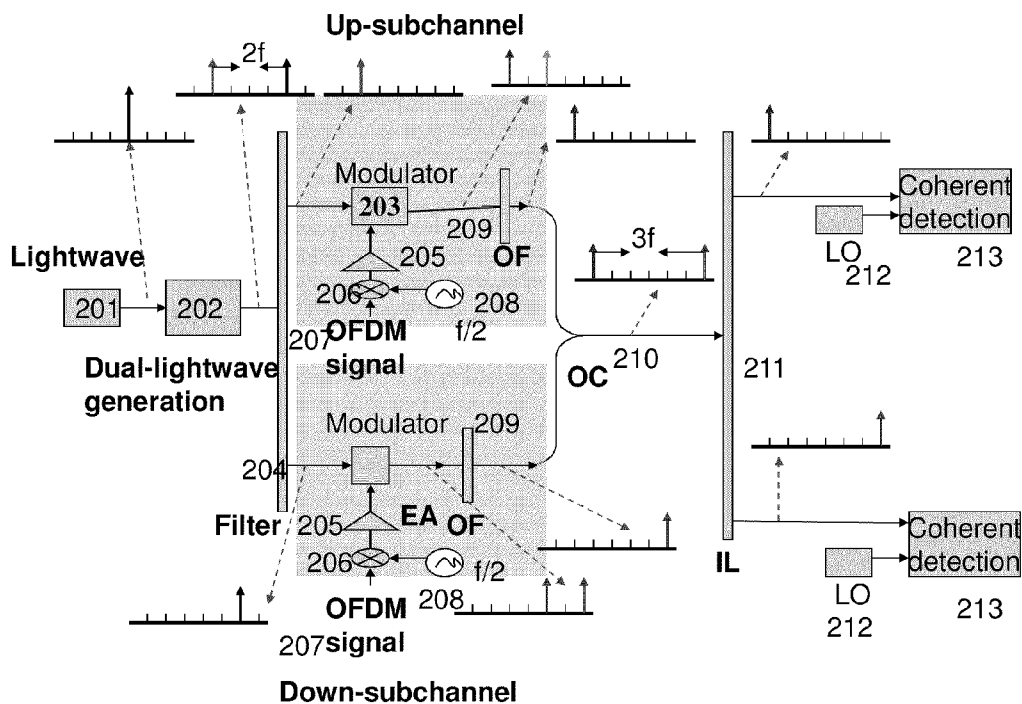 Up-subchannel
2f
Modulator
203
209
OF
205
206
208
f/2
207
OFDM
signal
Lightwave
201
202
Dual-lightwave
generation
3f
210
OC
211
Coherent
detection
LO
212
213
Modulator
209
204
Filter
205
EA
OF
206
f/2
208
OFDM
signal
207
Down-subchannel
IL
Coherent
detection
LO
212
213